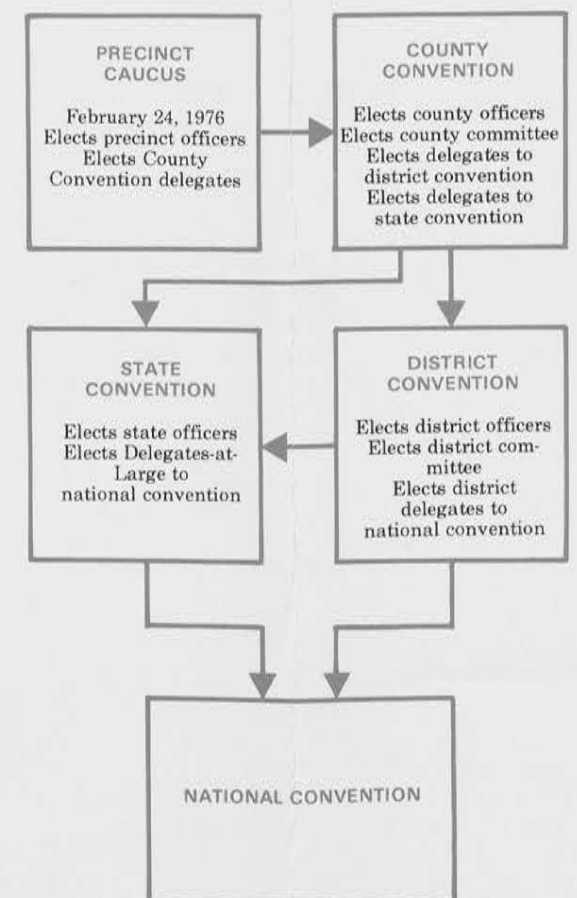 PRECINCT
CAUCUS
February 24, 1976
Elects precinct officers
Elects County
Convention delegates
COUNTY
CONVENTION
Elects county officers
Elects county committee
Elects delegates to
district convention
Elects delegates to
state convention
STATE
CONVENTION
Elects state officers
Elects Delegates-at-
Large to
national convention
DISTRICT
CONVENTION
Elects district officers
Elects district com-
mittee
Elects district
delegates to
national convention
NATIONAL CONVENTION